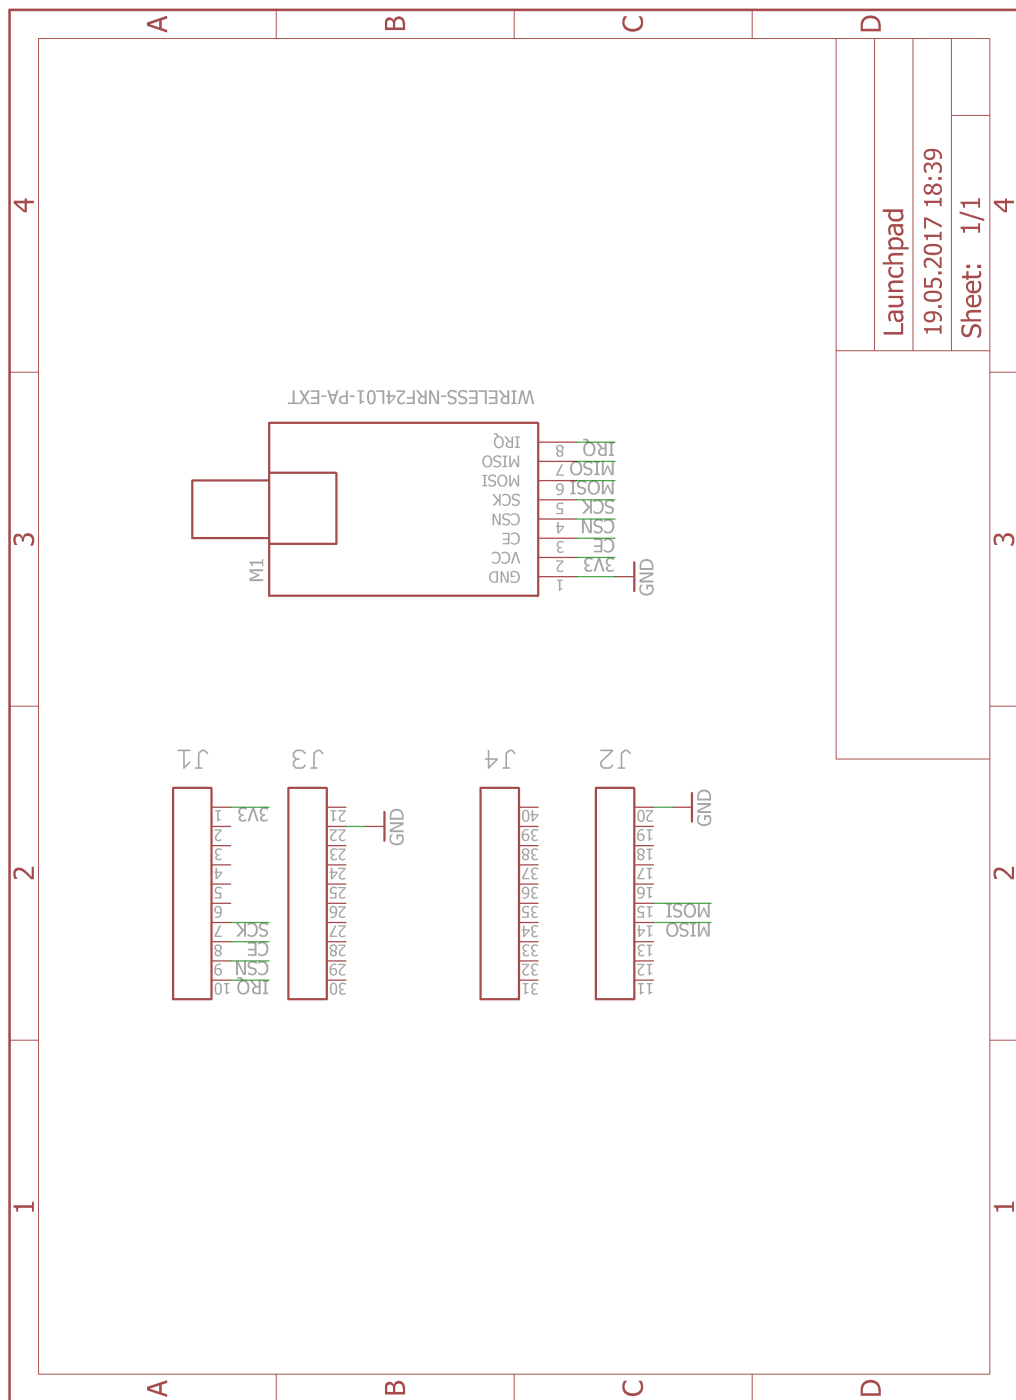 A
B
C
D
4
4
Launchpad
19.05.2017 18:39
Sheet: 1/1
WIRELESS-NRF24L01-PA-EXT
M1
IRQ
8
IRQ
MISO
7
MISO
MOSI
6
MOSI
SCK
5
SCK
CSN
4
CSN
CE
3
CE
VCC
2
3V3
GND
1
GND
3
3
J1
J3
J4
J2
1
3V3
2
3
4
5
6
7
SCK
8
CE
9
CSN
10
IRQ
21
22
GND
23
24
25
26
27
28
29
30
40
39
38
37
36
35
34
33
32
31
20
GND
19
18
17
16
15
MOSI
14
MISO
13
12
11
2
2
1
1
A
B
C
D